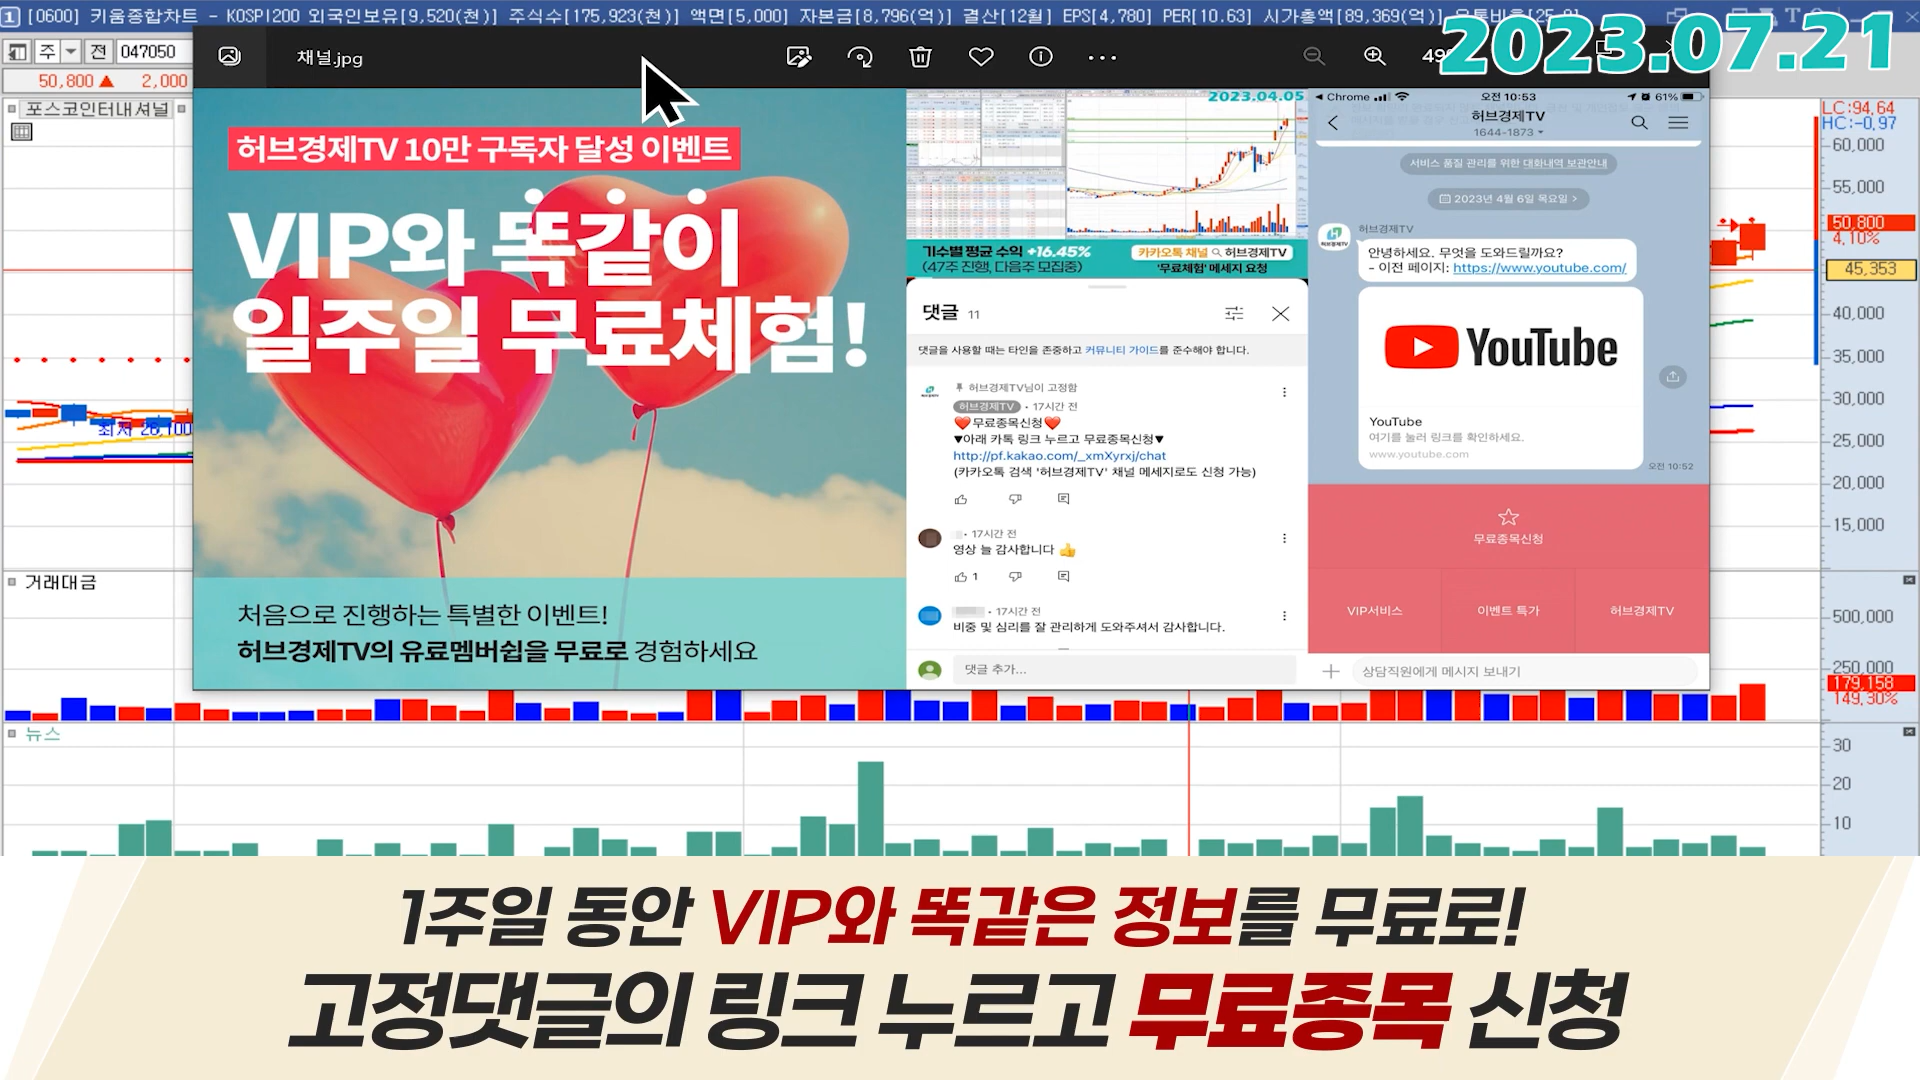 [0600] 키움종합차트 - KOSPI200 외국인보유[9,520(천)] 주식수[175,923(천)] 액면[5,000] 자본금[8,796(억)] 결산[12월] EPS[4,780] PER[10.63] 시가총액[89,369(억)]
2023.07.21
주 전 047050
채널.jpg
50,800 ▲ 2,000
포스코인터내셔널
LC:94,64
HC:-0,97
60,000
55,000
50,800
4,10%
45,353
40,000
35,000
30,000
25,000
20,000
15,000
허브경제TV 10만 구독자 달성 이벤트
VIP와 똑같이
일주일 무료체험!
처음으로 진행하는 특별한 이벤트!
허브경제TV의 유료멤버쉽을 무료로 경험하세요
2023.04.05
기수별 평균 수익 +16.45%
(47주 진행, 다음주 모집중)
카카오톡 채널 허브경제TV
'무료체험' 메세지 요청
댓글 11
댓글을 사용할 때는 타인을 존중하고 커뮤니티 가이드를 준수해야 합니다.
허브경제TV님이 고정함
허브경제TV · 17시간 전
❤️무료종목신청❤️
▼아래 카톡 링크 누르고 무료종목신청▼
http://pf.kakao.com/_xmXyrxj/chat
(카카오톡 검색 '허브경제TV' 채널 메세지로도 신청 가능)
· 17시간 전
영상 늘 감사합니다 👍
1
· 17시간 전
비중 및 심리를 잘 관리하게 도와주셔서 감사합니다.
댓글 추가...
Chrome 오전 10:53 61%
허브경제TV
1644-1873
서비스 품질 관리를 위한 대화내역 보관안내
2023년 4월 6일 목요일 >
허브경제TV
안녕하세요. 무엇을 도와드릴까요?
- 이전 페이지: https://www.youtube.com/
YouTube
YouTube
여기를 눌러 링크를 확인하세요.
www.youtube.com
오전 10:52
무료종목신청
VIP서비스 이벤트 특가 허브경제TV
상담직원에게 메시지 보내기
거래대금
500,000
250,000
179,158
149,30%
뉴스
30
20
10
1주일 동안 VIP와 똑같은 정보를 무료로!
고정댓글의 링크 누르고 무료종목 신청